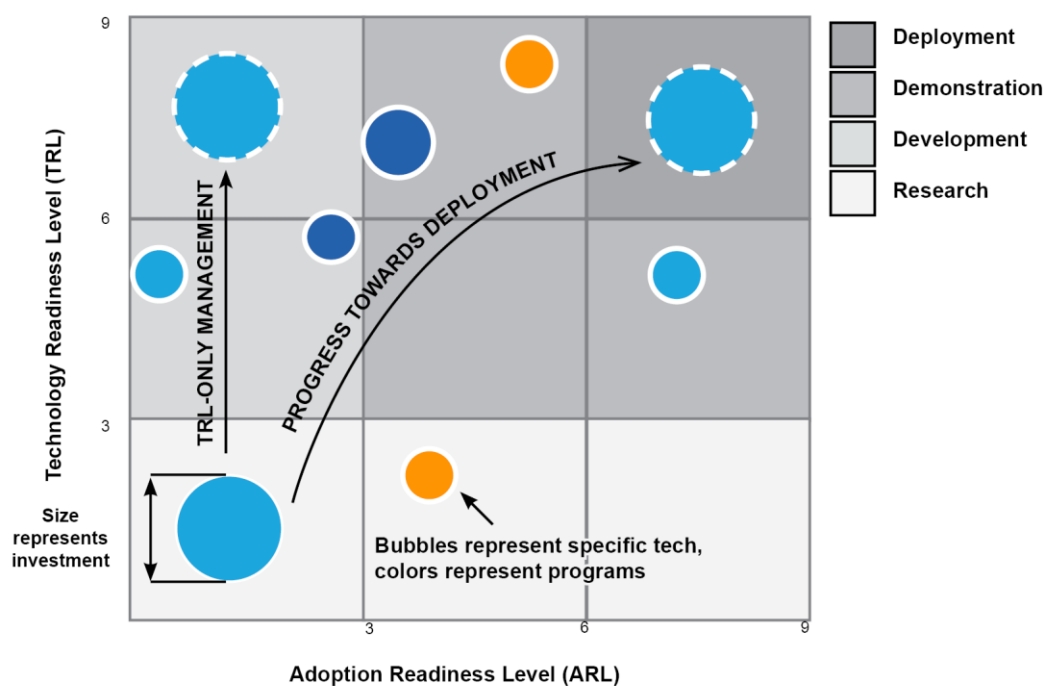 9
Deployment
Demonstration
Development
Research
Technology Readiness Level (TRL)
6
3
TRL-ONLY MANAGEMENT
PROGRESS TOWARDS DEPLOYMENT
Size
represents
investment
Bubbles represent specific tech,
colors represent programs
3
6
9
Adoption Readiness Level (ARL)